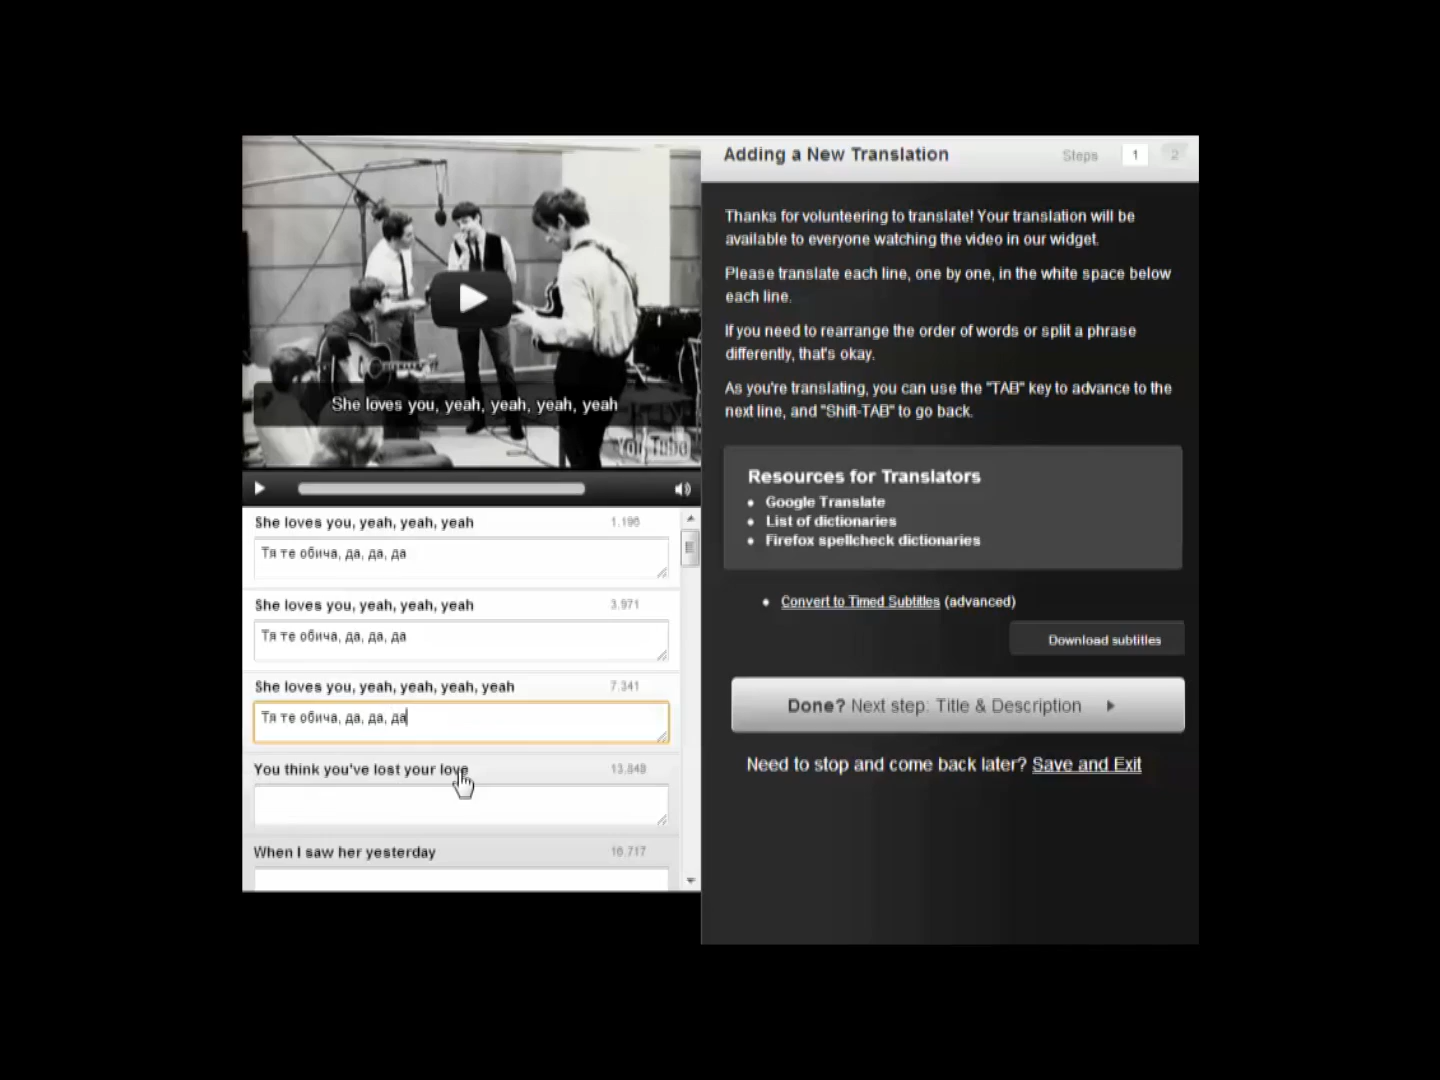 She loves you, yeah, yeah, yeah, yeah
You Tube
She loves you, yeah, yeah, yeah 1.196
Тя те обича, да, да, да
She loves you, yeah, yeah, yeah 3.971
Тя те обича, да, да, да
She loves you, yeah, yeah, yeah, yeah 7.341
Тя те обича, да, да, да
You think you've lost your love 13.849
When I saw her yesterday 16.717
Adding a New Translation Steps 1 2
Thanks for volunteering to translate! Your translation will be
available to everyone watching the video in our widget.
Please translate each line, one by one, in the white space below
each line.
If you need to rearrange the order of words or split a phrase
differently, that's okay.
As you're translating, you can use the "TAB" key to advance to the
next line, and "Shift-TAB" to go back.
Resources for Translators
Google Translate
List of dictionaries
Firefox spellcheck dictionaries
Convert to Timed Subtitles (advanced)
Download subtitles
Done? Next step: Title & Description
Need to stop and come back later? Save and Exit